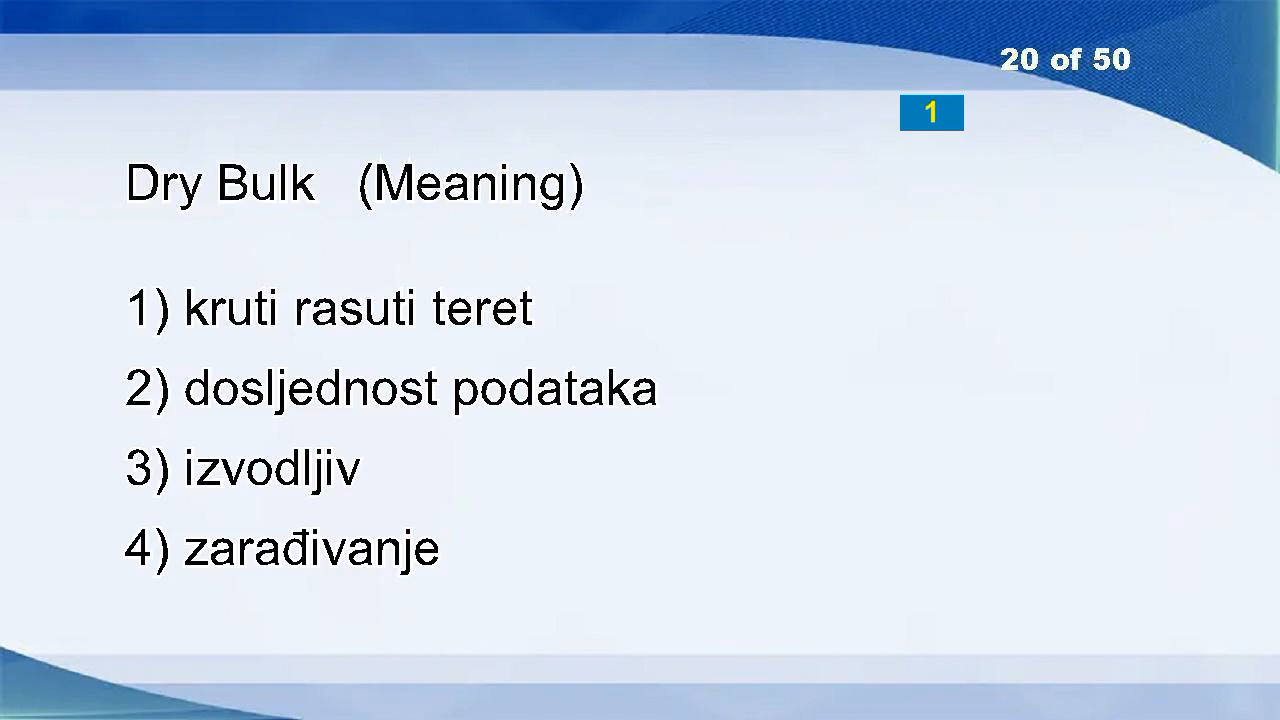 20 of 50
1
Dry Bulk (Meaning)
1) kruti rasuti teret
2) dosljednost podataka
3) izvodljiv
4) zarađivanje